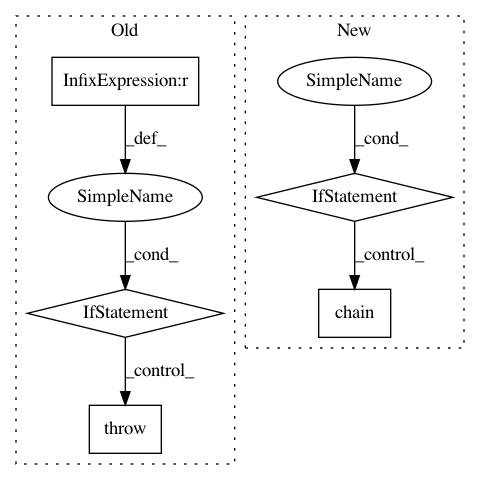 Old
InfixExpression:r
_def_
SimpleName
_cond_
IfStatement
_control_
throw
New
SimpleName
_cond_
IfStatement
_control_
chain